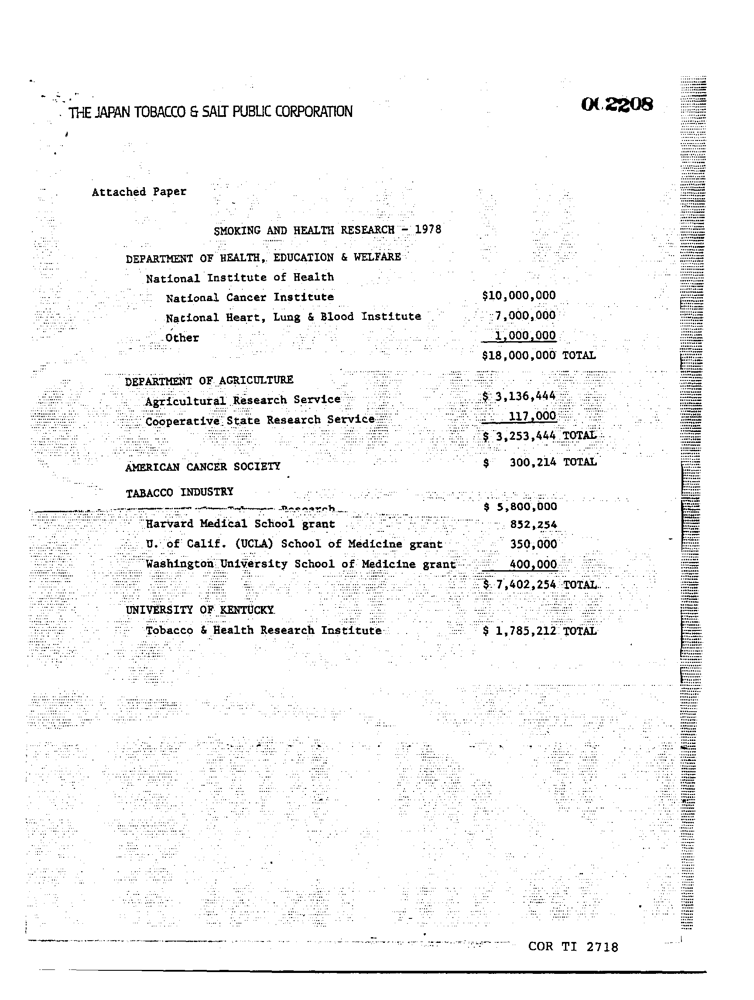 THE JAPAN TOBACCO & SALT PUBLIC CORPORATION
2208
Attached Paper
SMOKING AND HEALTH RESEARCH - 1978
DEPARTMENT OF HEALTH, EDUCATION & WELFARE
National Institute of Health
National Cancer Institute $10,000,000
National Heart, Lung & Blood Institute 7,000,000
Other 1,000,000
$18,000,000 TOTAL
DEPARTMENT OF AGRICULTURE
Agricultural Research Service $ 3,136,444
Cooperative State Research Service 117,000
$ 3,253,444 TOTAL
AMERICAN CANCER SOCIETY $ 300,214 TOTAL
TABACCO INDUSTRY
Research $ 5,800,000
Harvard Medical School grant 852,254
U. of Calif. (UCLA) School of Medicine grant 350,000
Washington University School of Medicine grant 400,000
$ 7,402,254 TOTAL
UNIVERSITY OF KENTUCKY
Tobacco & Health Research Institute $ 1,785,212 TOTAL
COR TI 2718